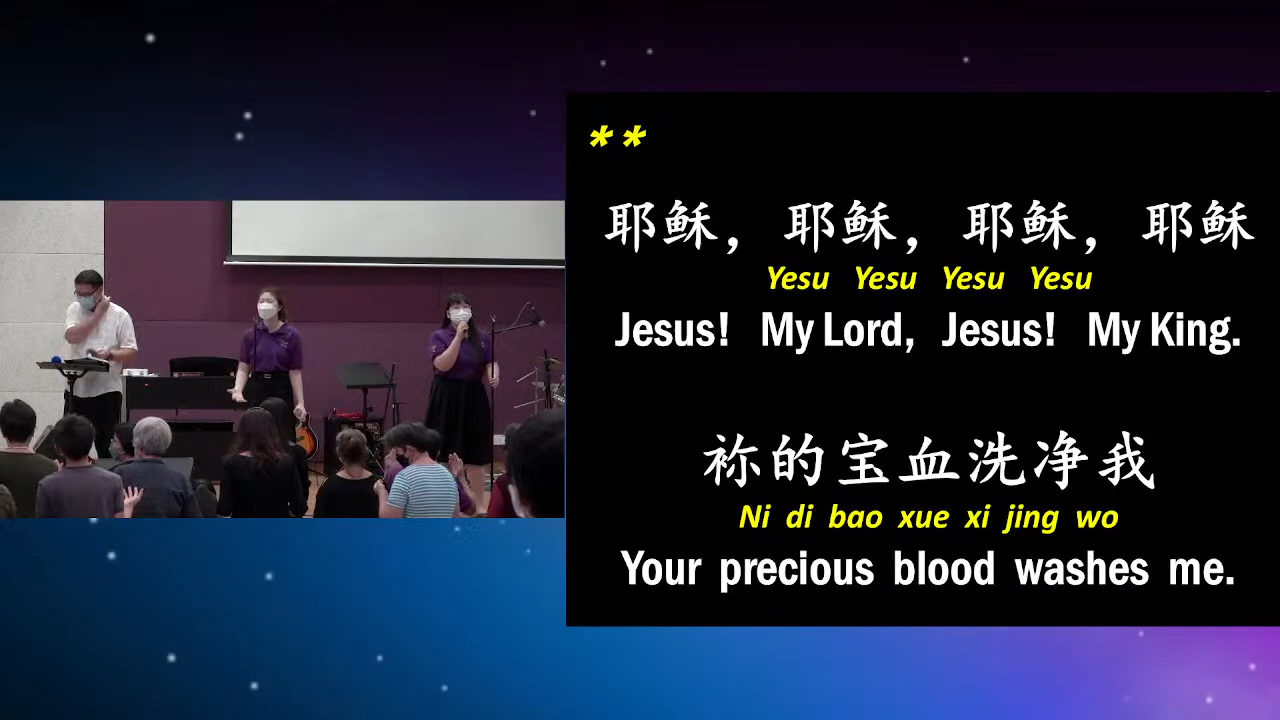 **
耶稣，耶稣，耶稣，耶稣
Yesu Yesu Yesu Yesu
Jesus! My Lord, Jesus! My King.
祢的宝血洗净我
Ni di bao xue xi jing wo
Your precious blood washes me.